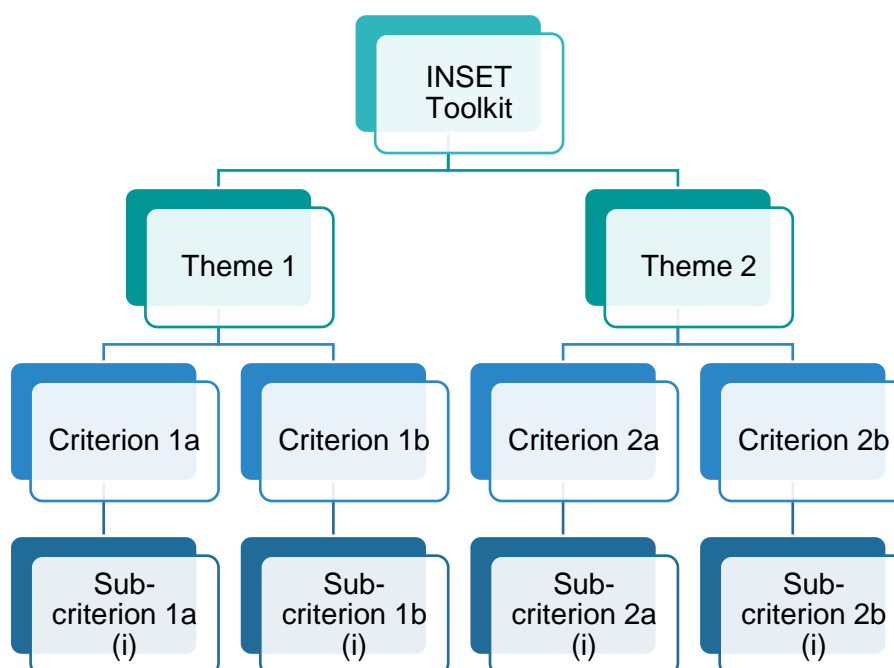 INSET
Toolkit
Theme 1
Theme 2
Criterion 1a
Criterion 1b
Criterion 2a
Criterion 2b
Sub-
criterion 1a
(i)
Sub-
criterion 1b
(i)
Sub-
criterion 2a
(i)
Sub-
criterion 2b
(i)